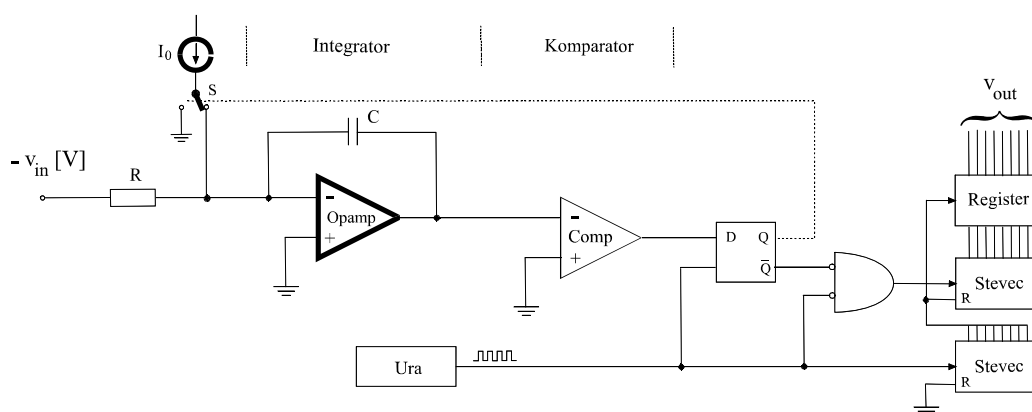 I0
Integrator
Komparator
S
C
Vout
- vin [V]
R
-
Opamp
+
-
Comp
+
D Q
Q̅
Register
Stevec
R
Ura
Stevec
R